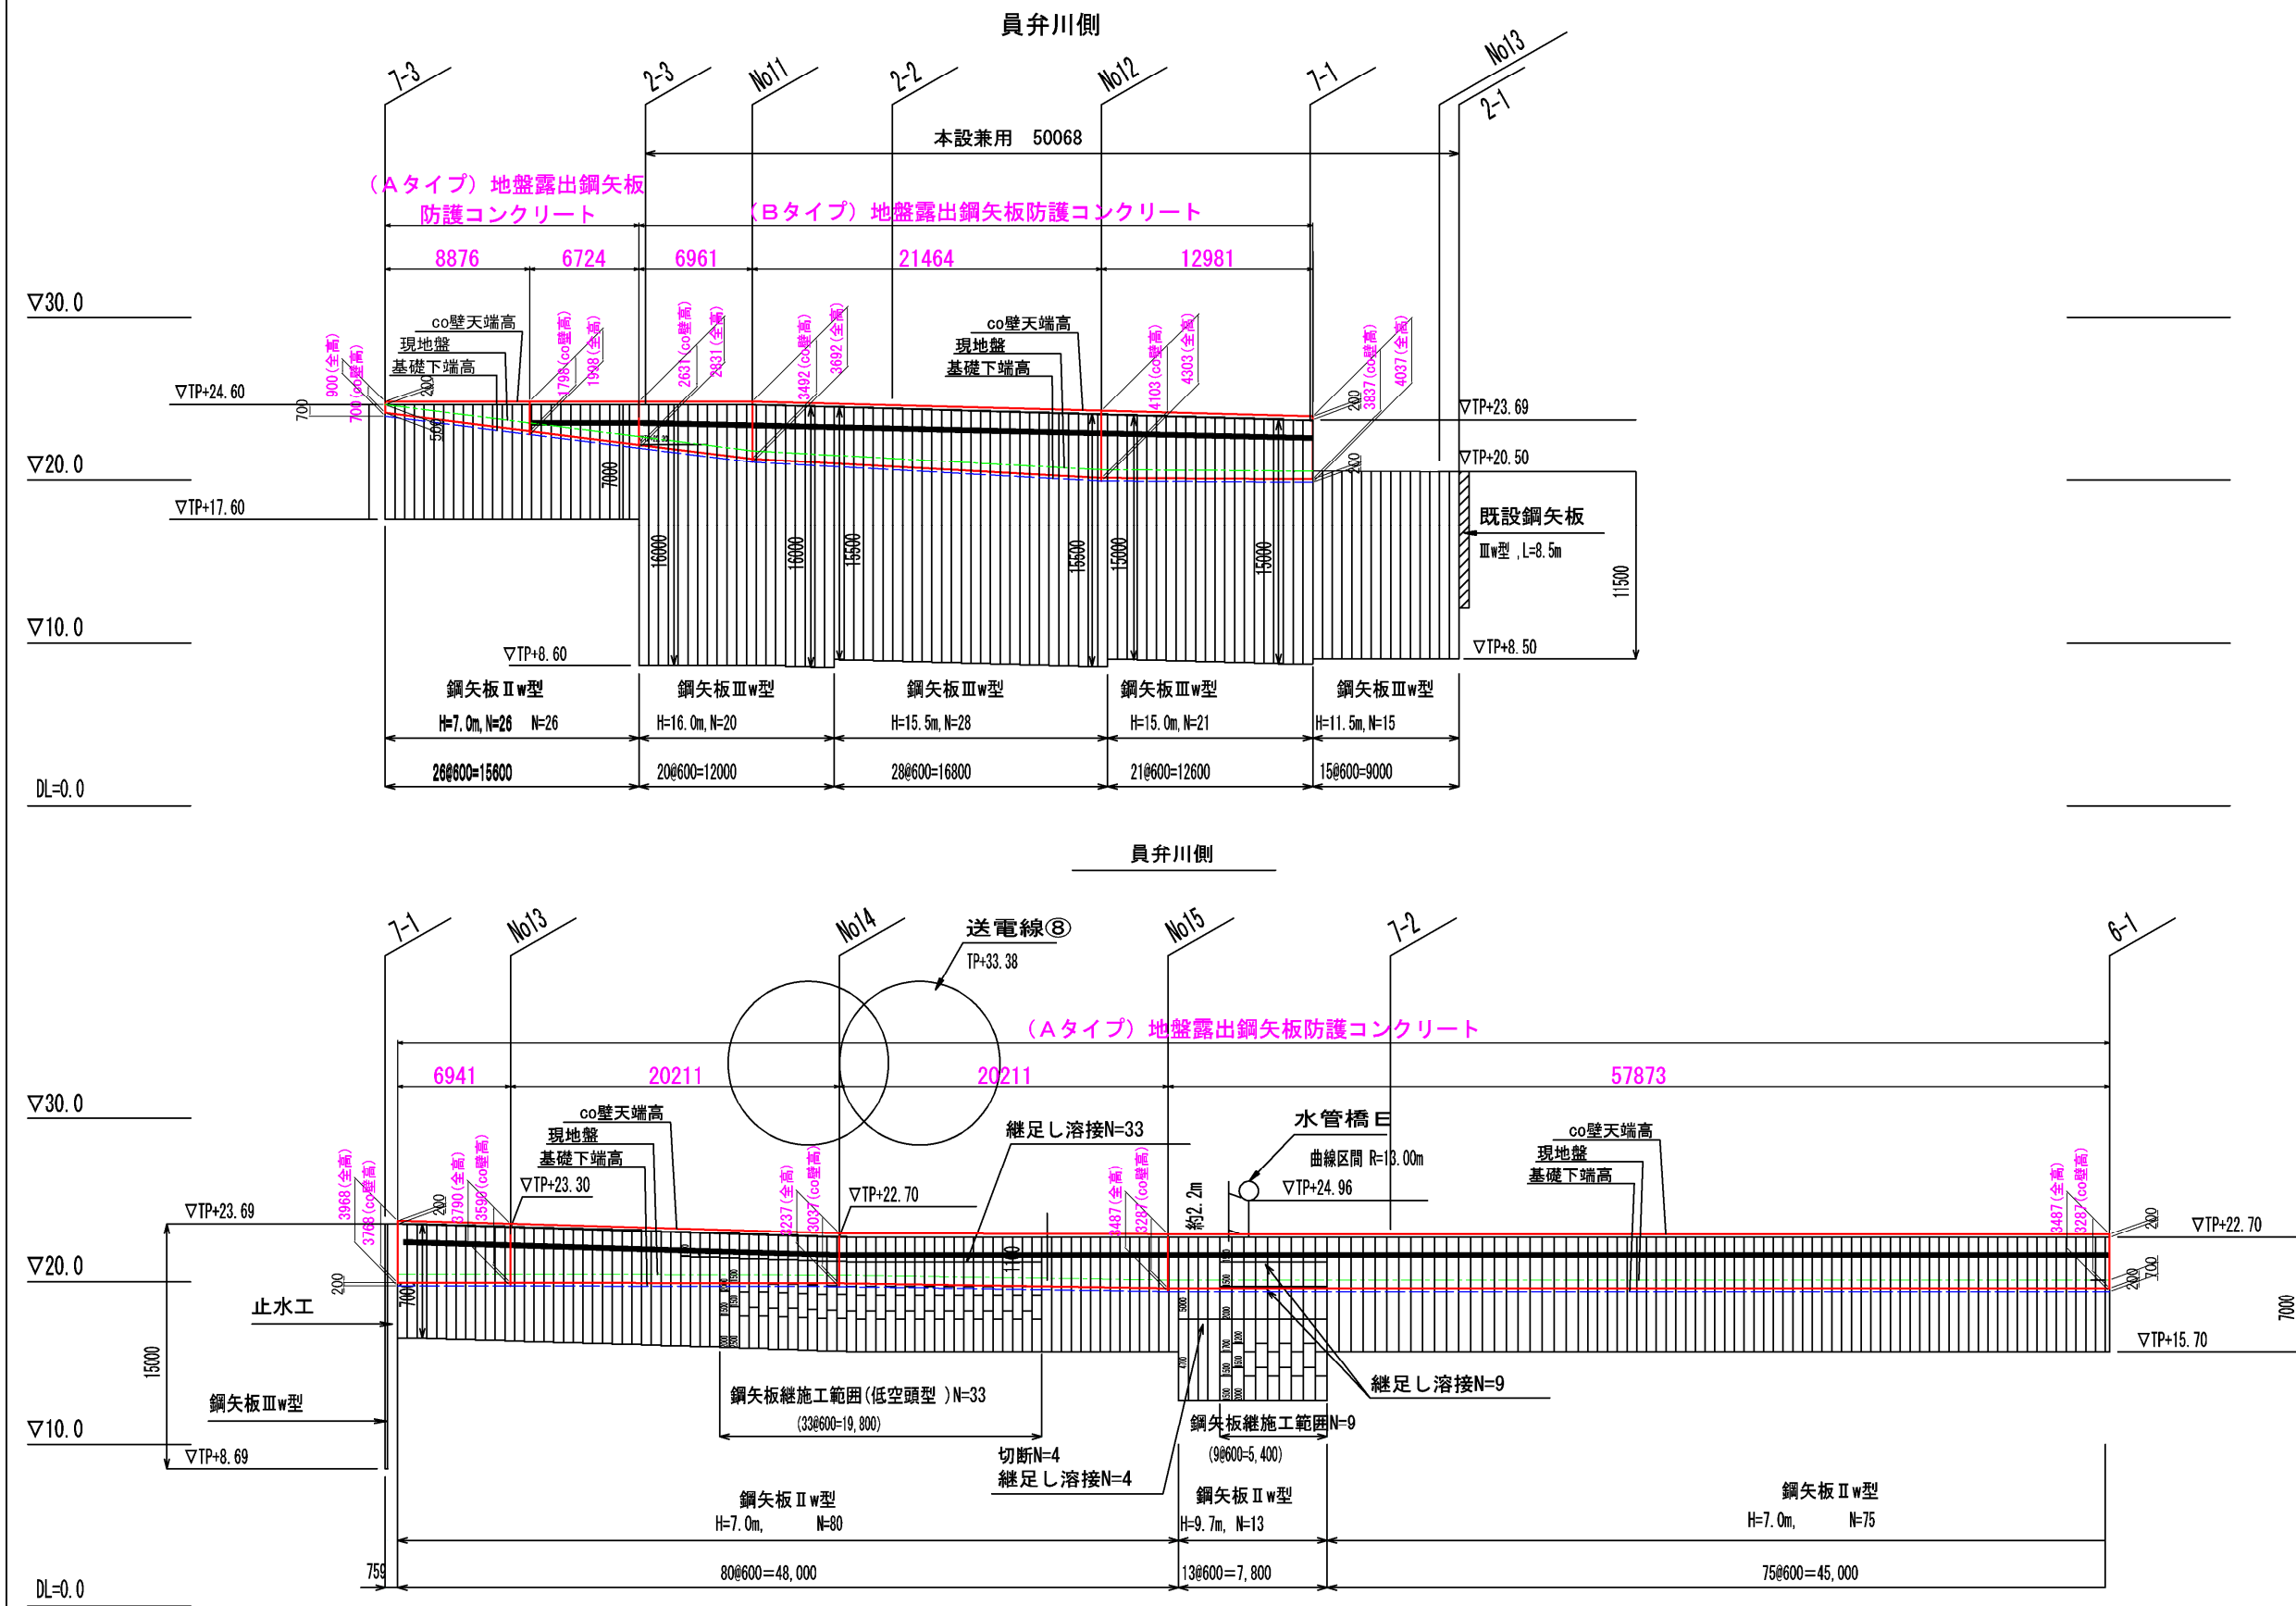 員弁川側
7-3
2-3
No11
2-2
No12
7-1
No13
2-1
本設兼用 50068
(Aタイプ) 地盤露出鋼矢板
防護コンクリート
(Bタイプ) 地盤露出鋼矢板防護コンクリート
8876
6724
6961
21464
12981
▽30.0
▽20.0
▽10.0
DL=0.0
900(全高)
700(co壁高)
1798(co壁高)
1998(全高)
2631(co壁高)
2831(全高)
3492(co壁高)
3692(全高)
4103(co壁高)
4303(全高)
3837(co壁高)
4037(全高)
co壁天端高
現地盤
基礎下端高
co壁天端高
現地盤
基礎下端高
▽TP+24.60
700
200
500
▽TP+17.60
7000
200
200
▽TP+23.69
▽TP+20.50
既設鋼矢板
Ⅲw型 ,L=8.5m
16000
16000
15500
15500
15000
15000
11500
▽TP+8.60
▽TP+8.50
鋼矢板Ⅱw型
H=7.0m,N=26 N=26
鋼矢板Ⅲw型
H=16.0m,N=20
鋼矢板Ⅲw型
H=15.5m,N=28
鋼矢板Ⅲw型
H=15.0m,N=21
鋼矢板Ⅲw型
H=11.5m,N=15
26@600=15600
20@600=12000
28@600=16800
21@600=12600
15@600=9000
員弁川側
7-1
No13
No14
No15
7-2
6-1
送電線⑧
TP+33.38
(Aタイプ) 地盤露出鋼矢板防護コンクリート
6941
20211
20211
57873
▽30.0
▽20.0
▽10.0
DL=0.0
co壁天端高
現地盤
基礎下端高
継足し溶接N=33
水管橋E
曲線区間 R=13.00m
co壁天端高
現地盤
基礎下端高
3968(全高)
3768(co壁高)
3790(全高)
3590(co壁高)
3237(全高)
3037(co壁高)
3487(全高)
3287(co壁高)
3487(全高)
3287(co壁高)
▽TP+23.69
200
▽TP+23.30
▽TP+22.70
約2.2m
▽TP+24.96
200
▽TP+22.70
200
1100
200
700
7000
止水工
15000
▽TP+15.70
鋼矢板Ⅲw型
▽TP+8.69
鋼矢板継施工範囲(低空頭型 )N=33
(33@600=19,800)
継足し溶接N=9
鋼矢板継施工範囲N=9
(9@600=5,400)
切断N=4
継足し溶接N=4
鋼矢板Ⅱw型
H=7.0m, N=80
鋼矢板Ⅱw型
H=9.7m, N=13
鋼矢板Ⅱw型
H=7.0m, N=75
759
80@600=48,000
13@600=7,800
75@600=45,000